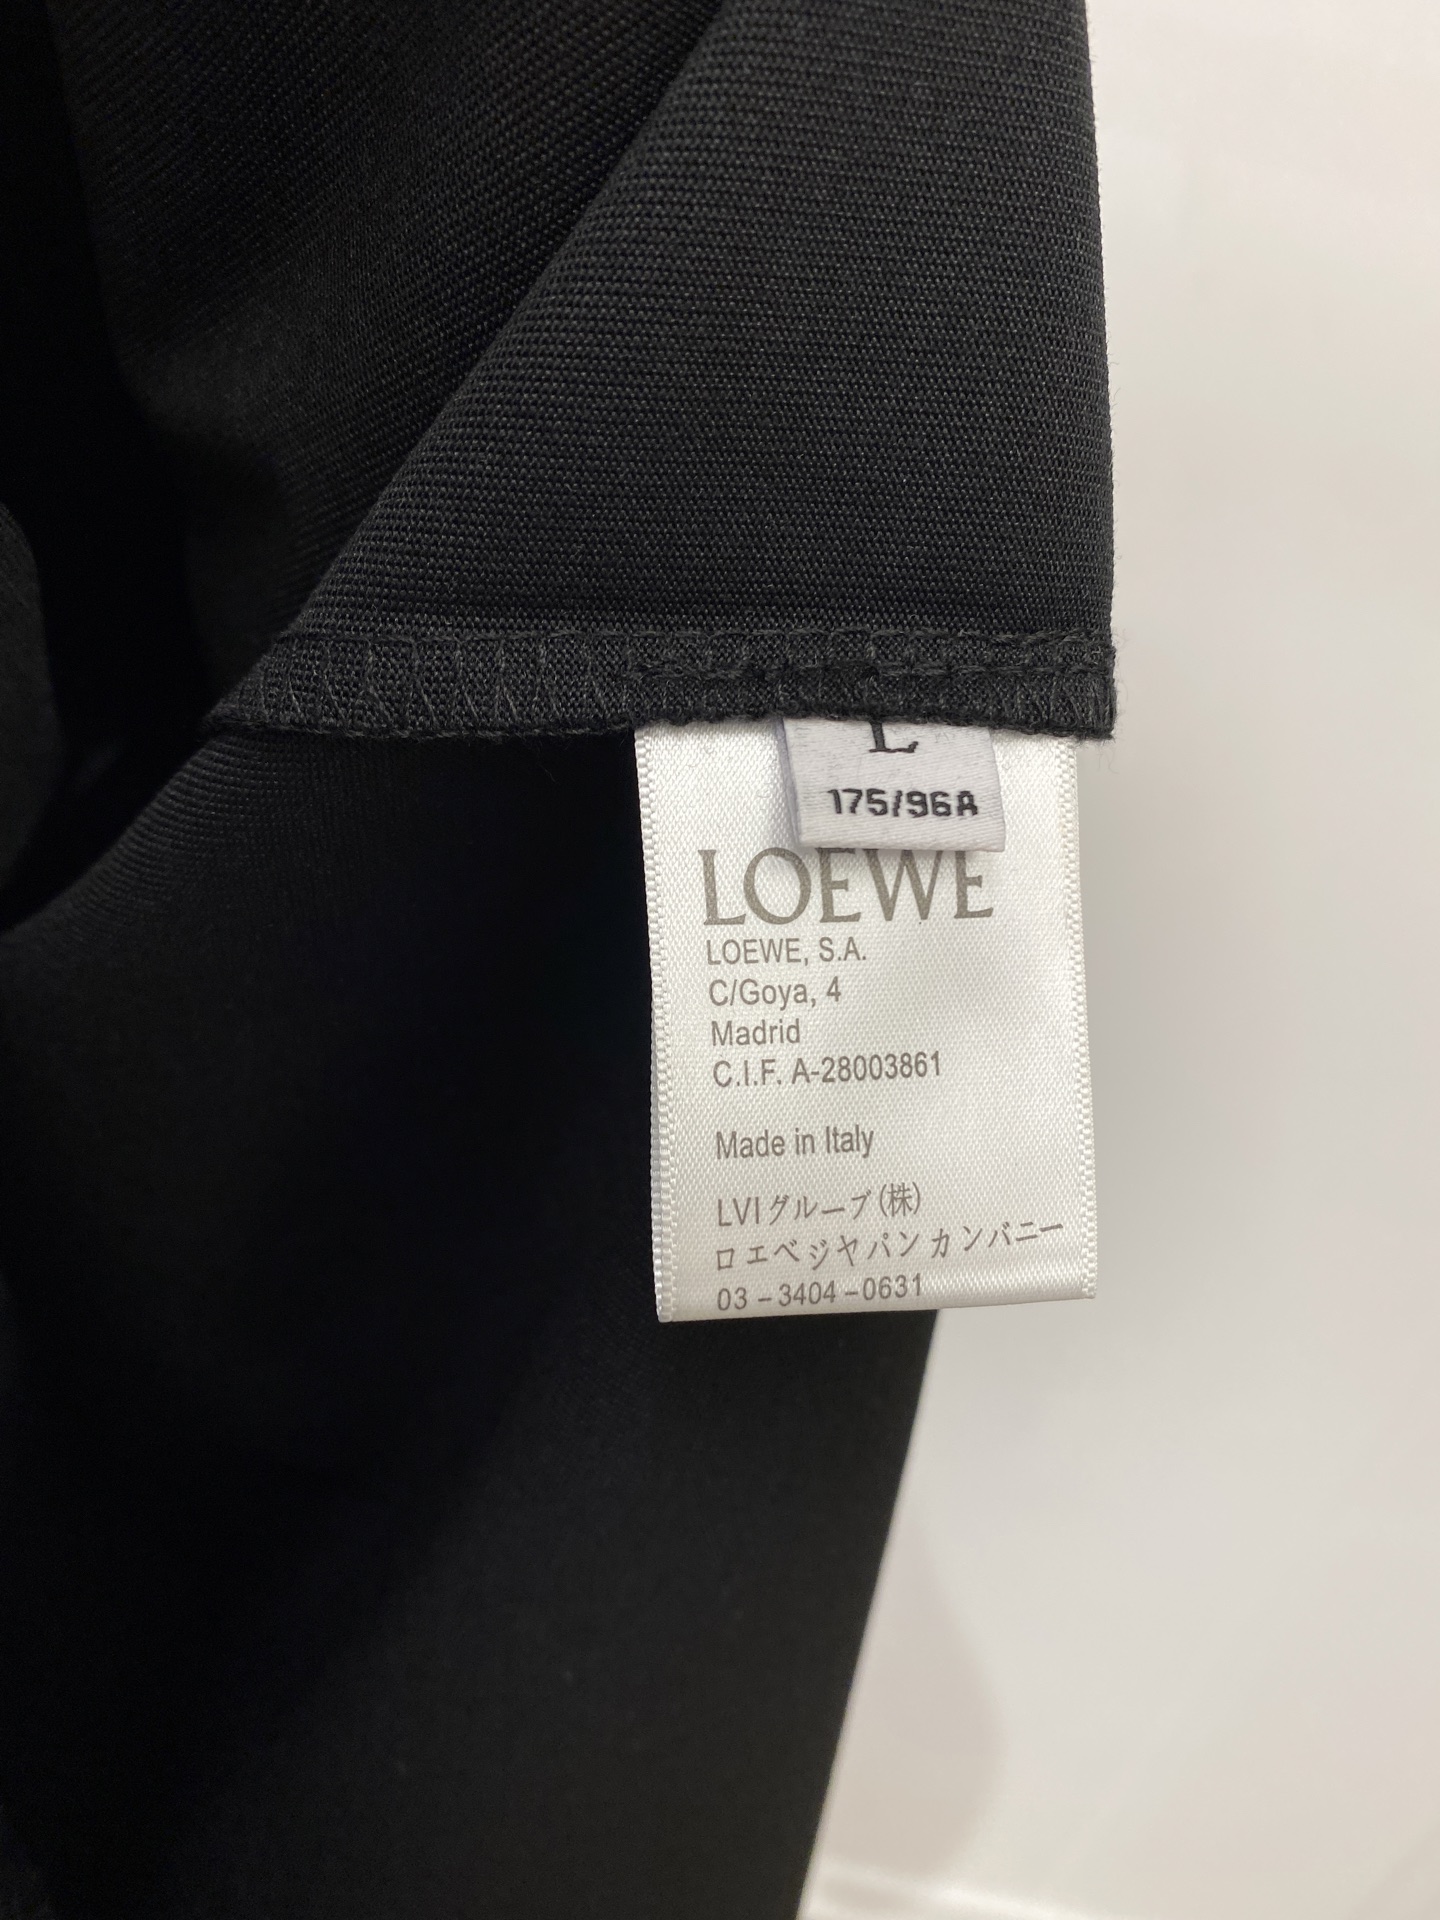 L
175/96A
LOEWE
LOEWE, S.A.
C/Goya, 4
Madrid
C.I.F. A-28003861
Made in Italy
LVIグループ(株)
ロエベジャパンカンパニー
03-3404-0631